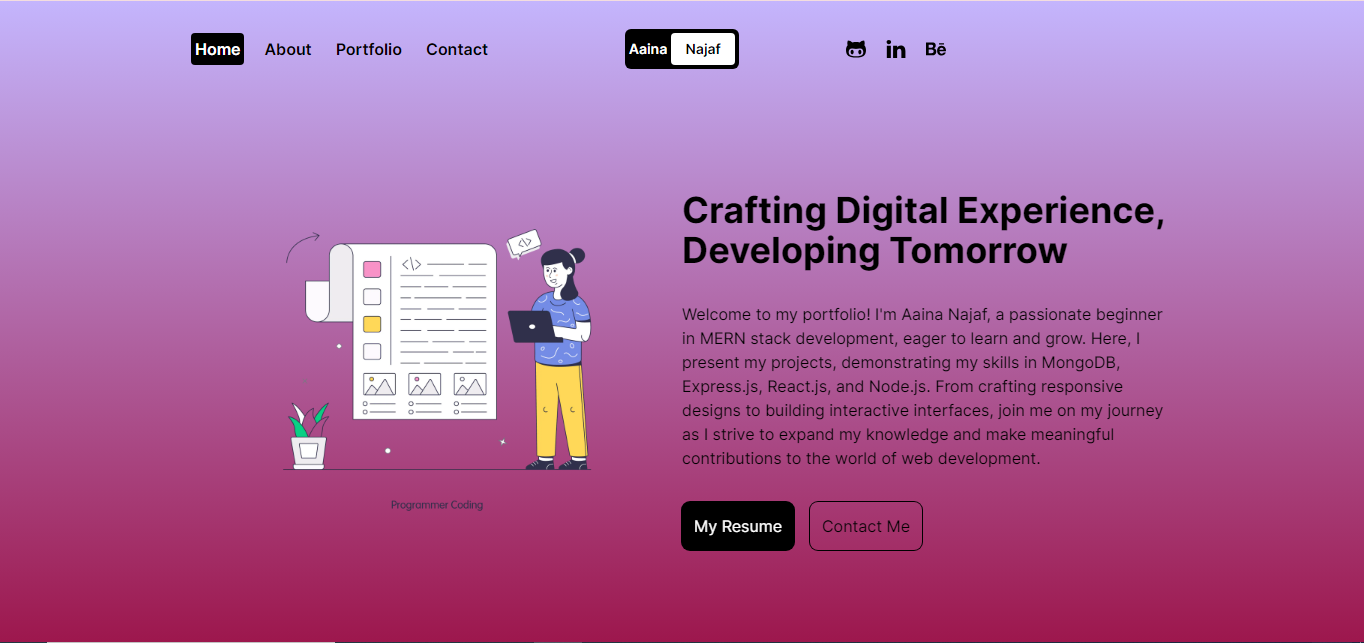 Home About Portfolio Contact Aaina Najaf in Bē
Crafting Digital Experience,
Developing Tomorrow
Welcome to my portfolio! I'm Aaina Najaf, a passionate beginner
in MERN stack development, eager to learn and grow. Here, I
present my projects, demonstrating my skills in MongoDB,
Express.js, React.js, and Node.js. From crafting responsive
designs to building interactive interfaces, join me on my journey
as I strive to expand my knowledge and make meaningful
contributions to the world of web development.
</> 
</>
Programmer Coding
My Resume Contact Me